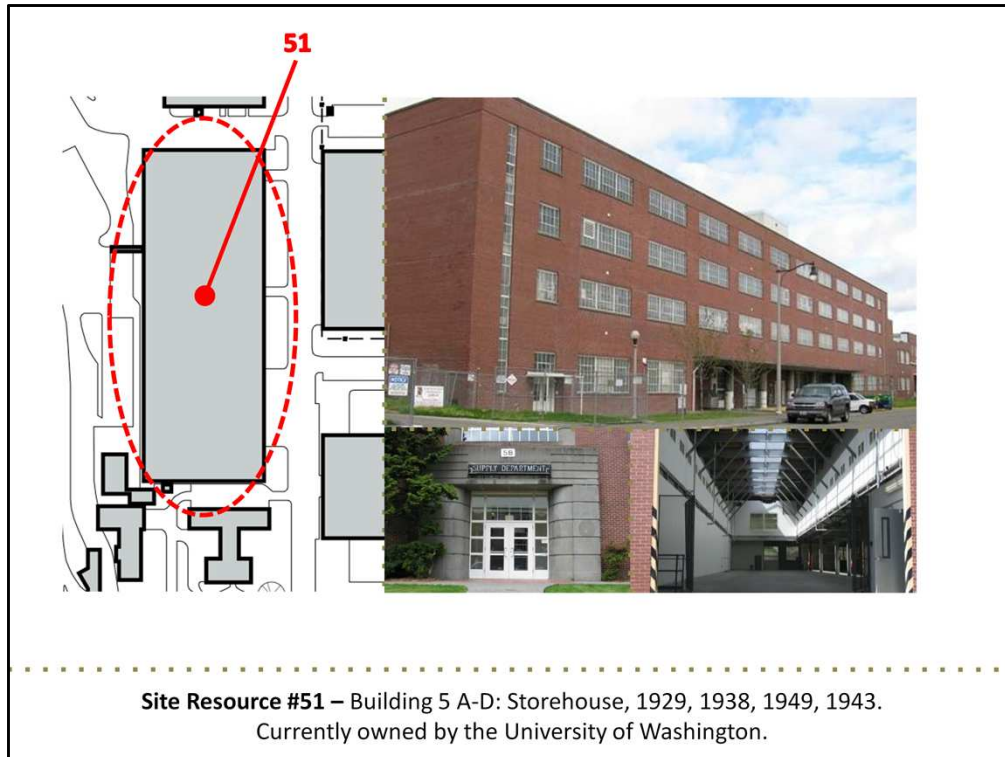 51
NOTICE
5B
SUPPLY DEPARTMENT
Site Resource #51 – Building 5 A-D: Storehouse, 1929, 1938, 1949, 1943.
Currently owned by the University of Washington.